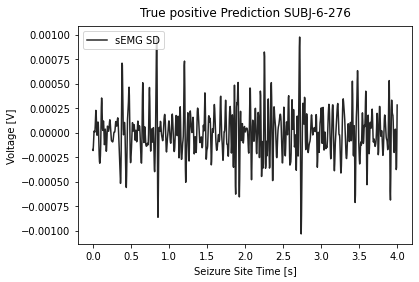 True positive Prediction SUBJ-6-276
sEMG SD
0.00100
0.00075
0.00050
0.00025
0.00000
−0.00025
−0.00050
−0.00075
−0.00100
Voltage [V]
0.0 0.5 1.0 1.5 2.0 2.5 3.0 3.5 4.0
Seizure Site Time [s]